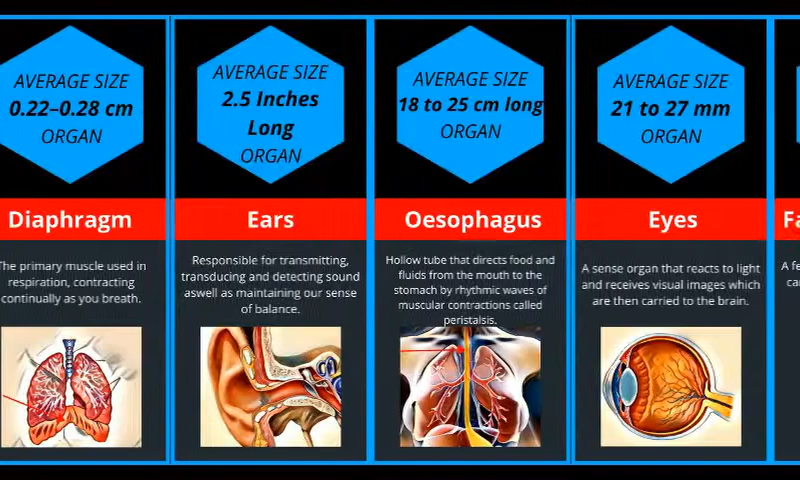 AVERAGE SIZE
0.22–0.28 cm
ORGAN
Diaphragm
The primary muscle used in
respiration, contracting
continually as you breath.
AVERAGE SIZE
2.5 Inches
Long
ORGAN
Ears
Responsible for transmitting,
transducing and detecting sound
aswell as maintaining our sense
of balance.
AVERAGE SIZE
18 to 25 cm long
ORGAN
Oesophagus
Hollow tube that directs food and
fluids from the mouth to the
stomach by rhythmic waves of
muscular contractions called
peristalsis.
AVERAGE SIZE
21 to 27 mm
ORGAN
Eyes
A sense organ that reacts to light
and receives visual images which
are then carried to the brain.
Fa
A fe
ca